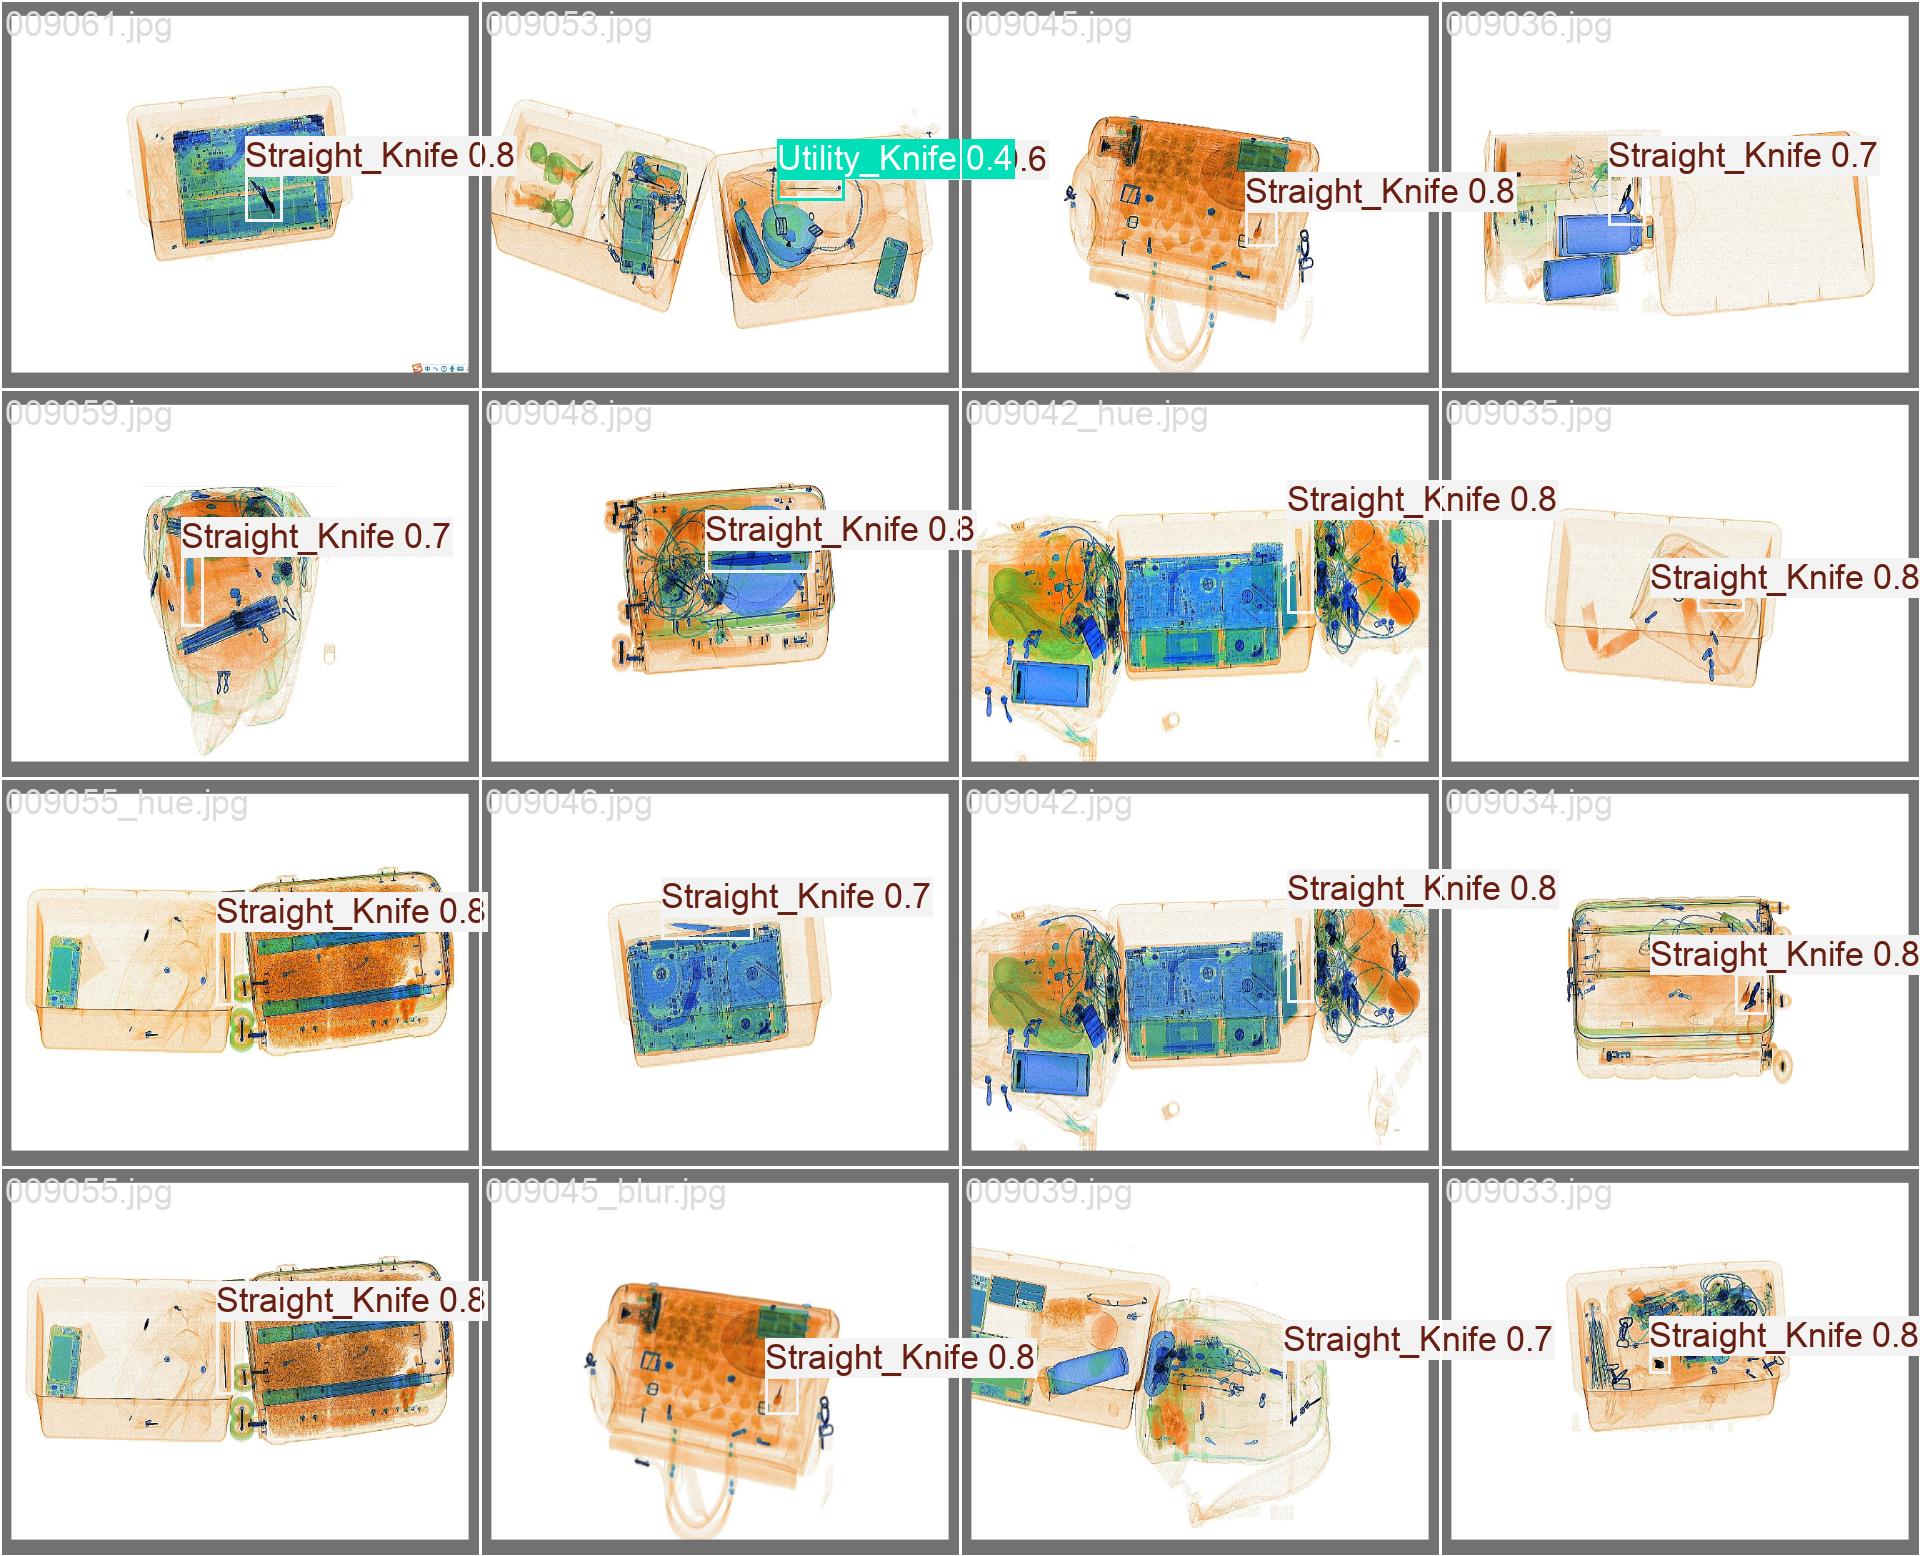 009061.jpg
009053.jpg
009045.jpg
009036.jpg
Straight_Knife 0.8
Utility_Knife 0.4
.6
Straight_Knife 0.8
Straight_Knife 0.7
009059.jpg
009048.jpg
009042_hue.jpg
009035.jpg
Straight_Knife 0.7
Straight_Knife 0.8
Straight_Knife 0.8
Straight_Knife 0.8
009055_hue.jpg
009046.jpg
009042.jpg
009034.jpg
Straight_Knife 0.8
Straight_Knife 0.7
Straight_Knife 0.8
Straight_Knife 0.8
009055.jpg
009045_blur.jpg
009039.jpg
009033.jpg
Straight_Knife 0.8
Straight_Knife 0.8
Straight_Knife 0.7
Straight_Knife 0.8